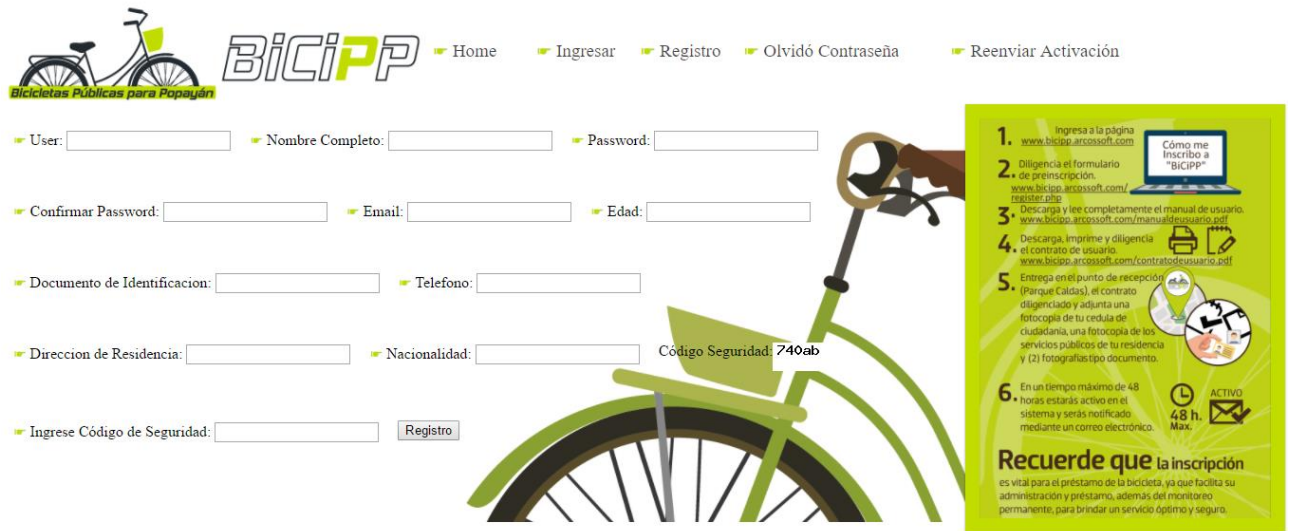 BiCiPP
Bicicletas Públicas para Popayán
Home Ingresar Registro Olvidó Contraseña Reenviar Activación
User: Nombre Completo: Password:
Confirmar Password: Email: Edad:
Documento de Identificacion: Telefono:
Direccion de Residencia: Nacionalidad: Código Seguridad: 740ab
Ingrese Código de Seguridad: Registro
Cómo me
Inscribo a
"BiCiPP"
1. Ingresa a la página
www.bicipp.arcossoft.com
2. Diligencia el formulario
de preinscripción.
www.bicipp.arcossoft.com/
register.php
3. Descarga y lee completamente el manual de usuario.
www.bicipp.arcossoft.com/manualdeusuario.pdf
4. Descarga, imprime y diligencia
el contrato de usuario.
www.bicipp.arcossoft.com/contratodeusuario.pdf
5. Entrega en el punto de recepción
(Parque Caldas), el contrato
diligenciado y adjunta una
fotocopia de tu cedula de
ciudadanía, una fotocopia de los
servicios públicos de tu residencia
y (2) fotografias tipo documento.
6. En un tiempo máximo de 48
horas estarás activo en el
sistema y serás notificado
mediante un correo electrónico.
48 h.
Max.
ACTIVO
Recuerde que la inscripción
es vital para el préstamo de la bicicleta, ya que facilita su
administración y préstamo, además del monitoreo
permanente, para brindar un servicio óptimo y seguro.